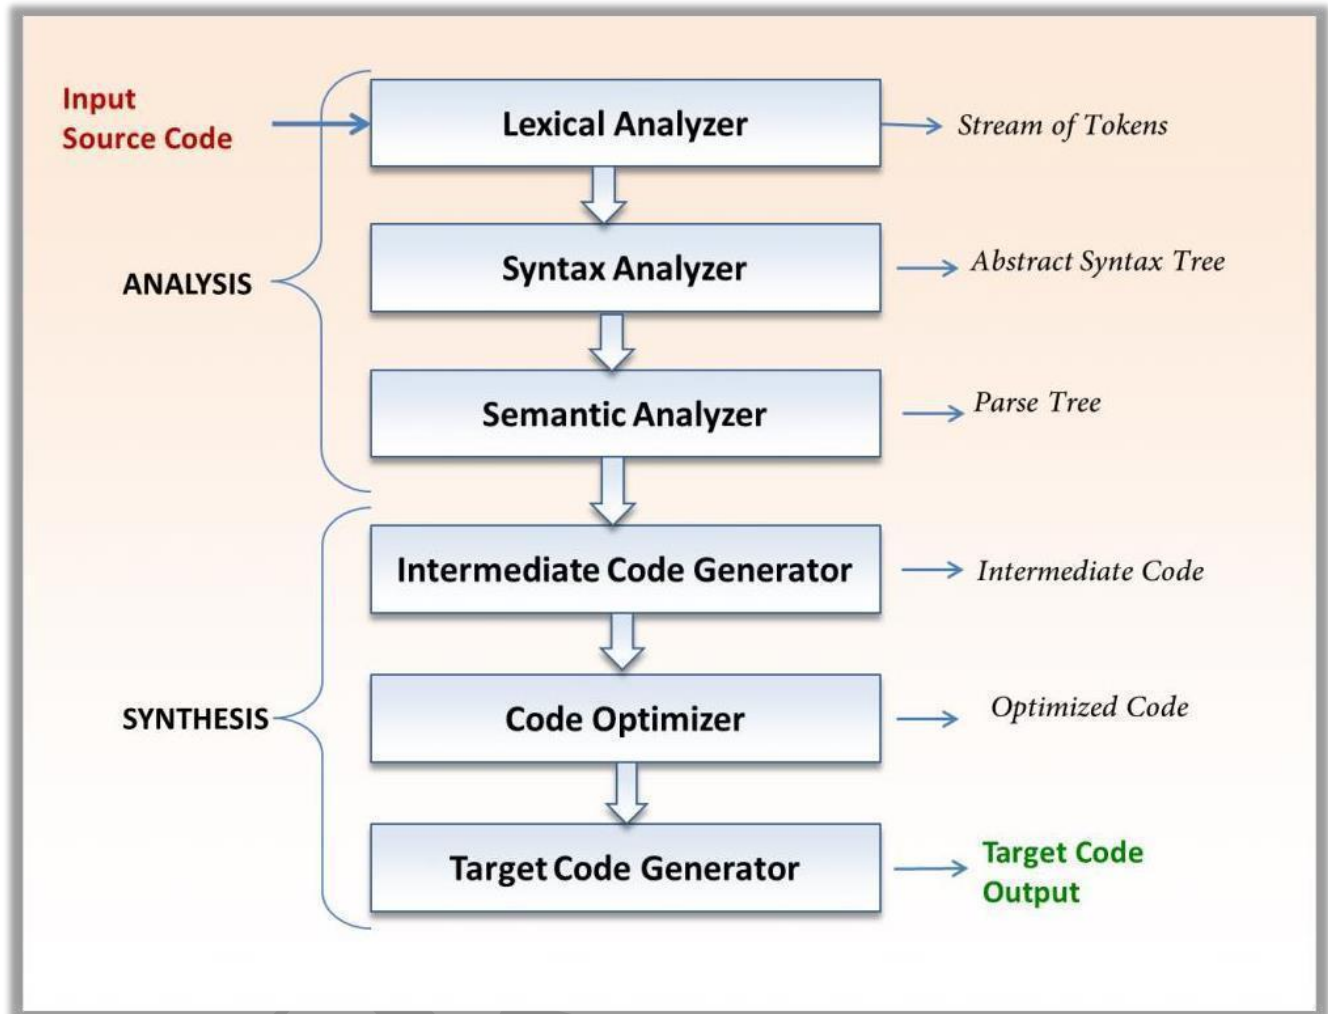 Input
Source Code
Lexical Analyzer
Stream of Tokens
Syntax Analyzer
Abstract Syntax Tree
ANALYSIS
Semantic Analyzer
Parse Tree
Intermediate Code Generator
Intermediate Code
SYNTHESIS
Code Optimizer
Optimized Code
Target Code Generator
Target Code
Output